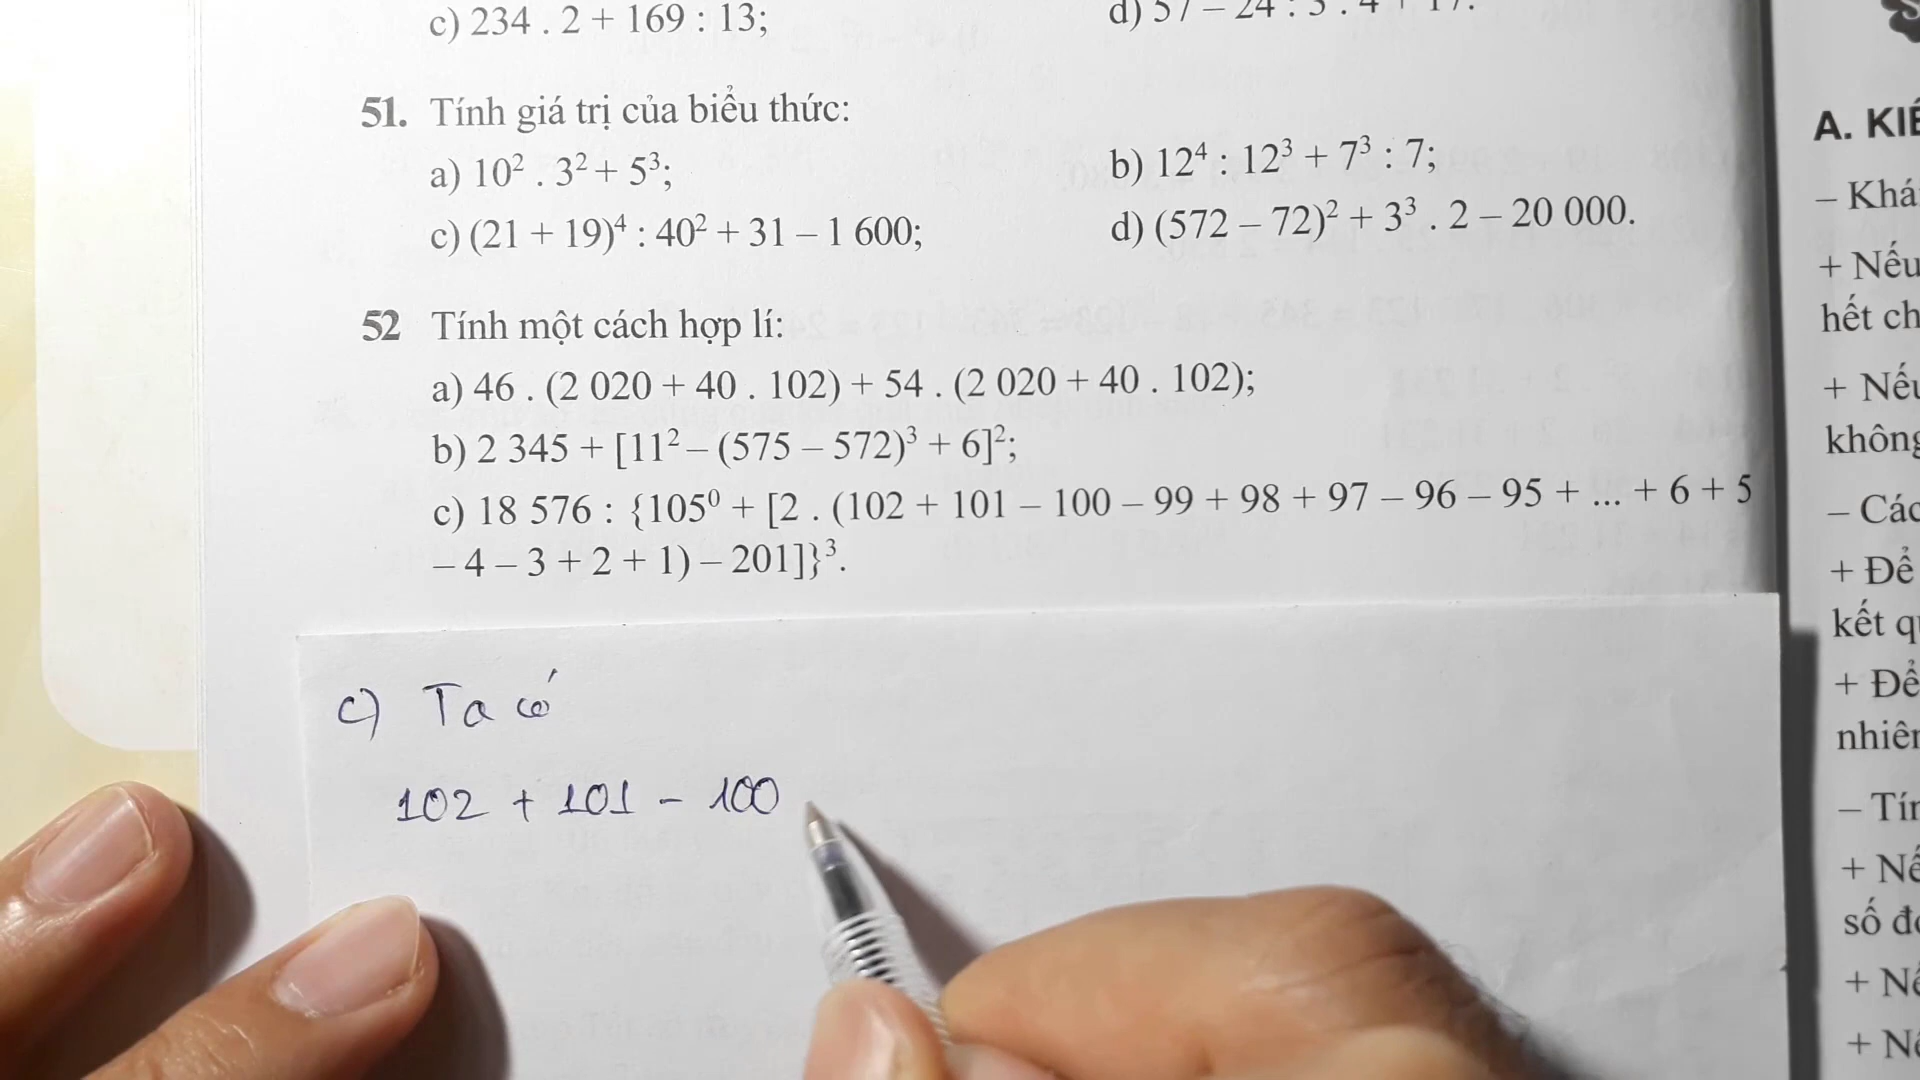 c) 234 . 2 + 169 : 13;
51. Tính giá trị của biểu thức:
a) 10² . 3² + 5³;
b) 12⁴ : 12³ + 7³ : 7;
c) (21 + 19)⁴ : 40² + 31 – 1 600;
d) (572 – 72)² + 3³ . 2 – 20 000.
52 Tính một cách hợp lí:
a) 46 . (2 020 + 40 . 102) + 54 . (2 020 + 40 . 102);
b) 2 345 + [11² – (575 – 572)³ + 6]²;
c) 18 576 : {105⁰ + [2 . (102 + 101 – 100 – 99 + 98 + 97 – 96 – 95 + ... + 6 + 5
– 4 – 3 + 2 + 1) – 201]}³.
c) Ta có
102 + 101 - 100
A.
– Khá
+ Nếu
hết ch
+ Nếu
không
– Các
+ Để
kết q
+ Để
nhiên
– Tín
+ Nế
số đ
+ Nế
+ Nế